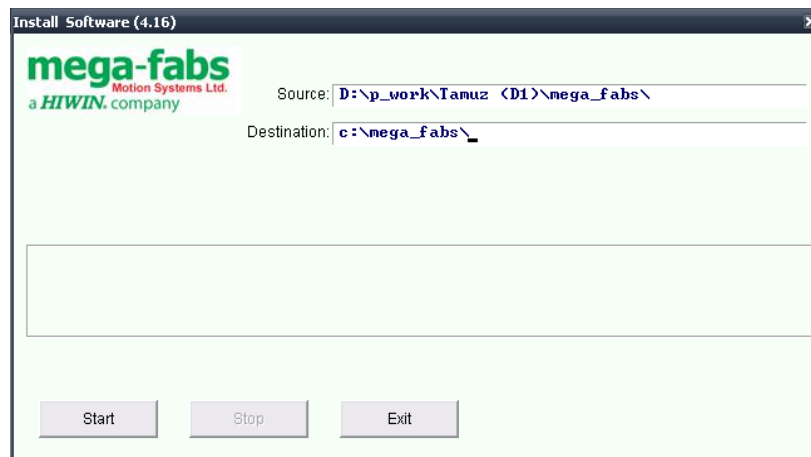 Install Software (4.16)
mega-fabs
Motion Systems Ltd.
a HIWIN. company
Source: D:\p_work\Tamuz (D1)\mega_fabs\
Destination: c:\mega_fabs\
Start Stop Exit